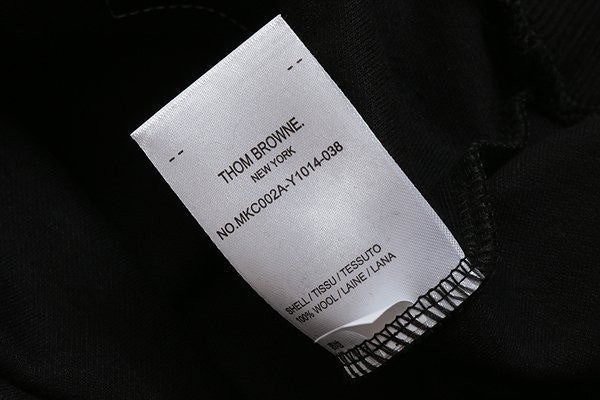 THOM BROWNE.
NEW YORK
NO.MKC002A-Y1014-038
SHELL / TISSU / TESSUTO
100% WOOL / LAINE / LANA